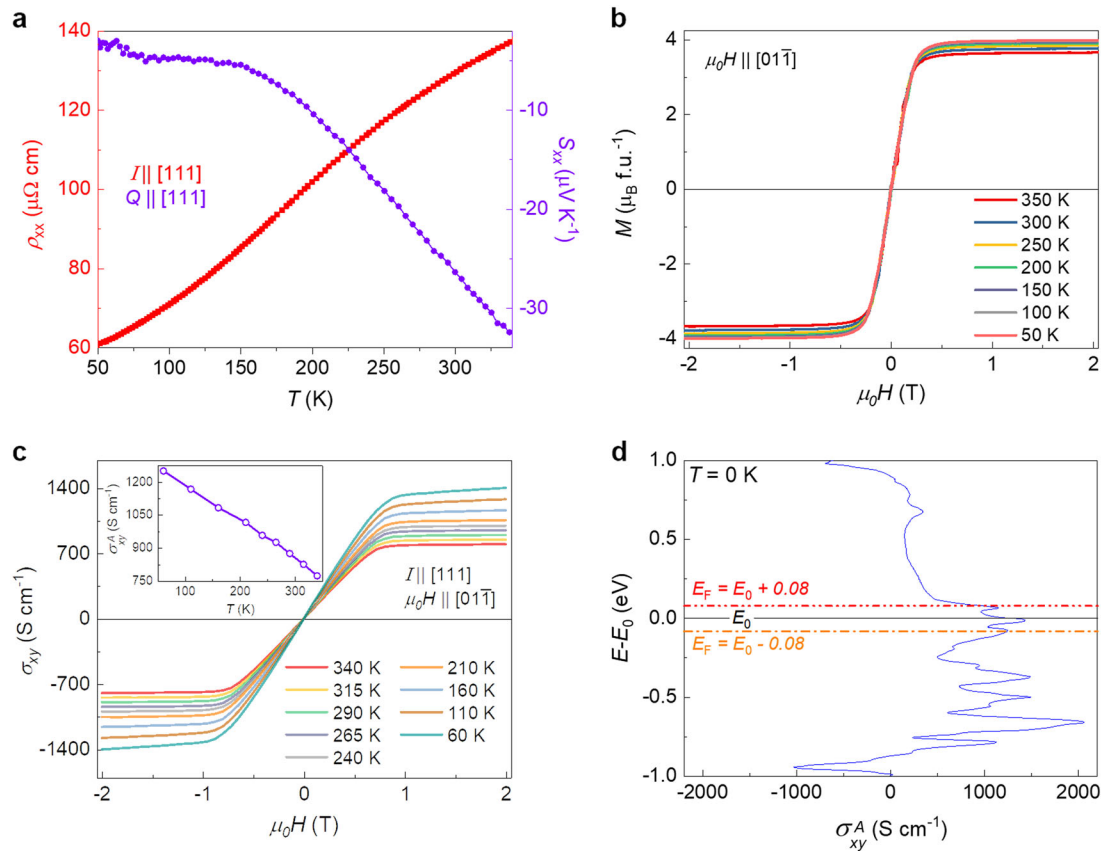 a
140
120
100
80
60
ρxx (μΩ cm)
I || [111]
Q || [111]
-10
-20
-30
Sxx (μV K-1)
50
100
150
200
250
300
T (K)
b
4
2
0
-2
-4
M (μB f.u.-1)
μ0H || [011̅]
350 K
300 K
250 K
200 K
150 K
100 K
50 K
-2
-1
0
1
2
μ0H (T)
c
1400
700
0
-700
-1400
σxy (S cm-1)
1200
1050
900
750
σAxy (S cm-1)
100
200
300
T (K)
I || [111]
μ0H || [011̅]
340 K
210 K
315 K
160 K
290 K
110 K
265 K
60 K
240 K
-2
-1
0
1
2
μ0H (T)
d
1.0
0.5
0.0
-0.5
-1.0
E-E0 (eV)
T = 0 K
EF = E0 + 0.08
E0
EF = E0 - 0.08
-2000
-1000
0
1000
2000
σAxy (S cm-1)